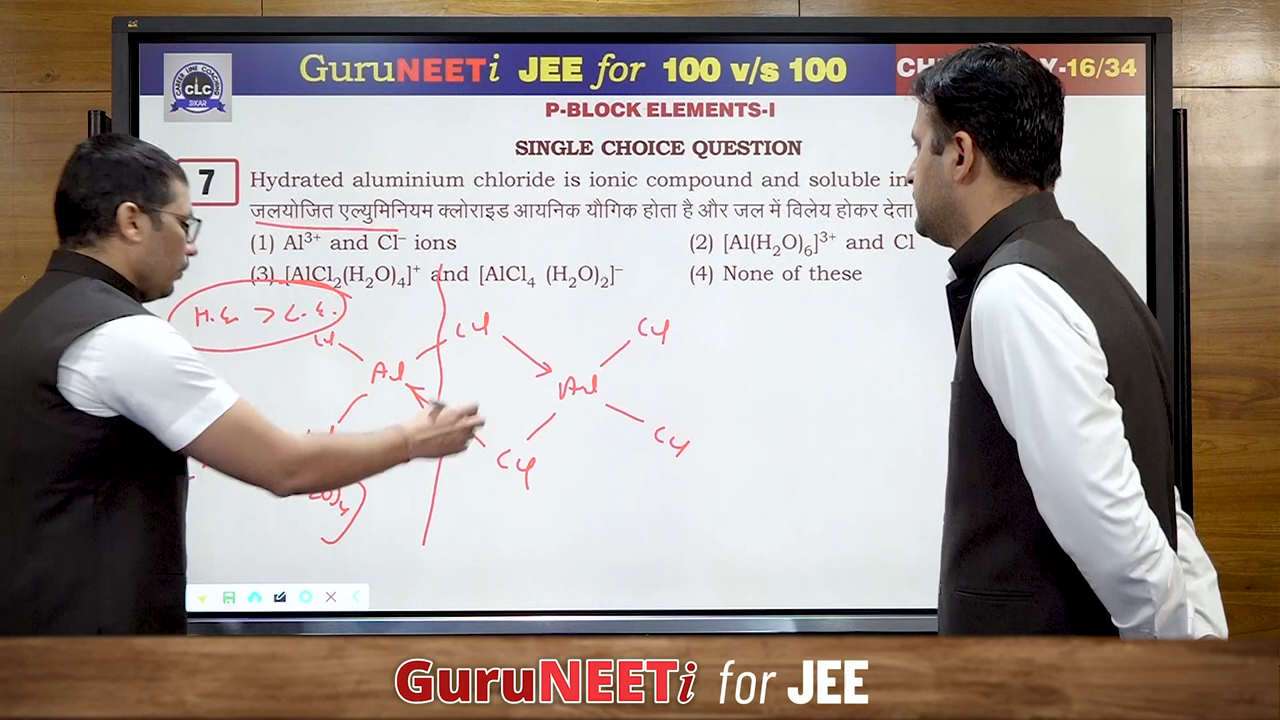 GuruNEETi JEE for 100 v/s 100
-16/34
CLC
SIKAR
P-BLOCK ELEMENTS-I
SINGLE CHOICE QUESTION
7
Hydrated aluminium chloride is ionic compound and soluble in
जलयोजित एल्युमिनियम क्लोराइड आयनिक यौगिक होता है और जल में विलेय होकर देता
(1) Al³⁺ and Cl⁻ ions
(2) [Al(H₂O)₆]³⁺ and Cl
(3) [AlCl₂(H₂O)₄]⁺ and [AlCl₄ (H₂O)₂]⁻
(4) None of these
H.E. > L.E.
Cl
Cl
Cl
Al
Al
Cl
Cl
GuruNEETi for JEE